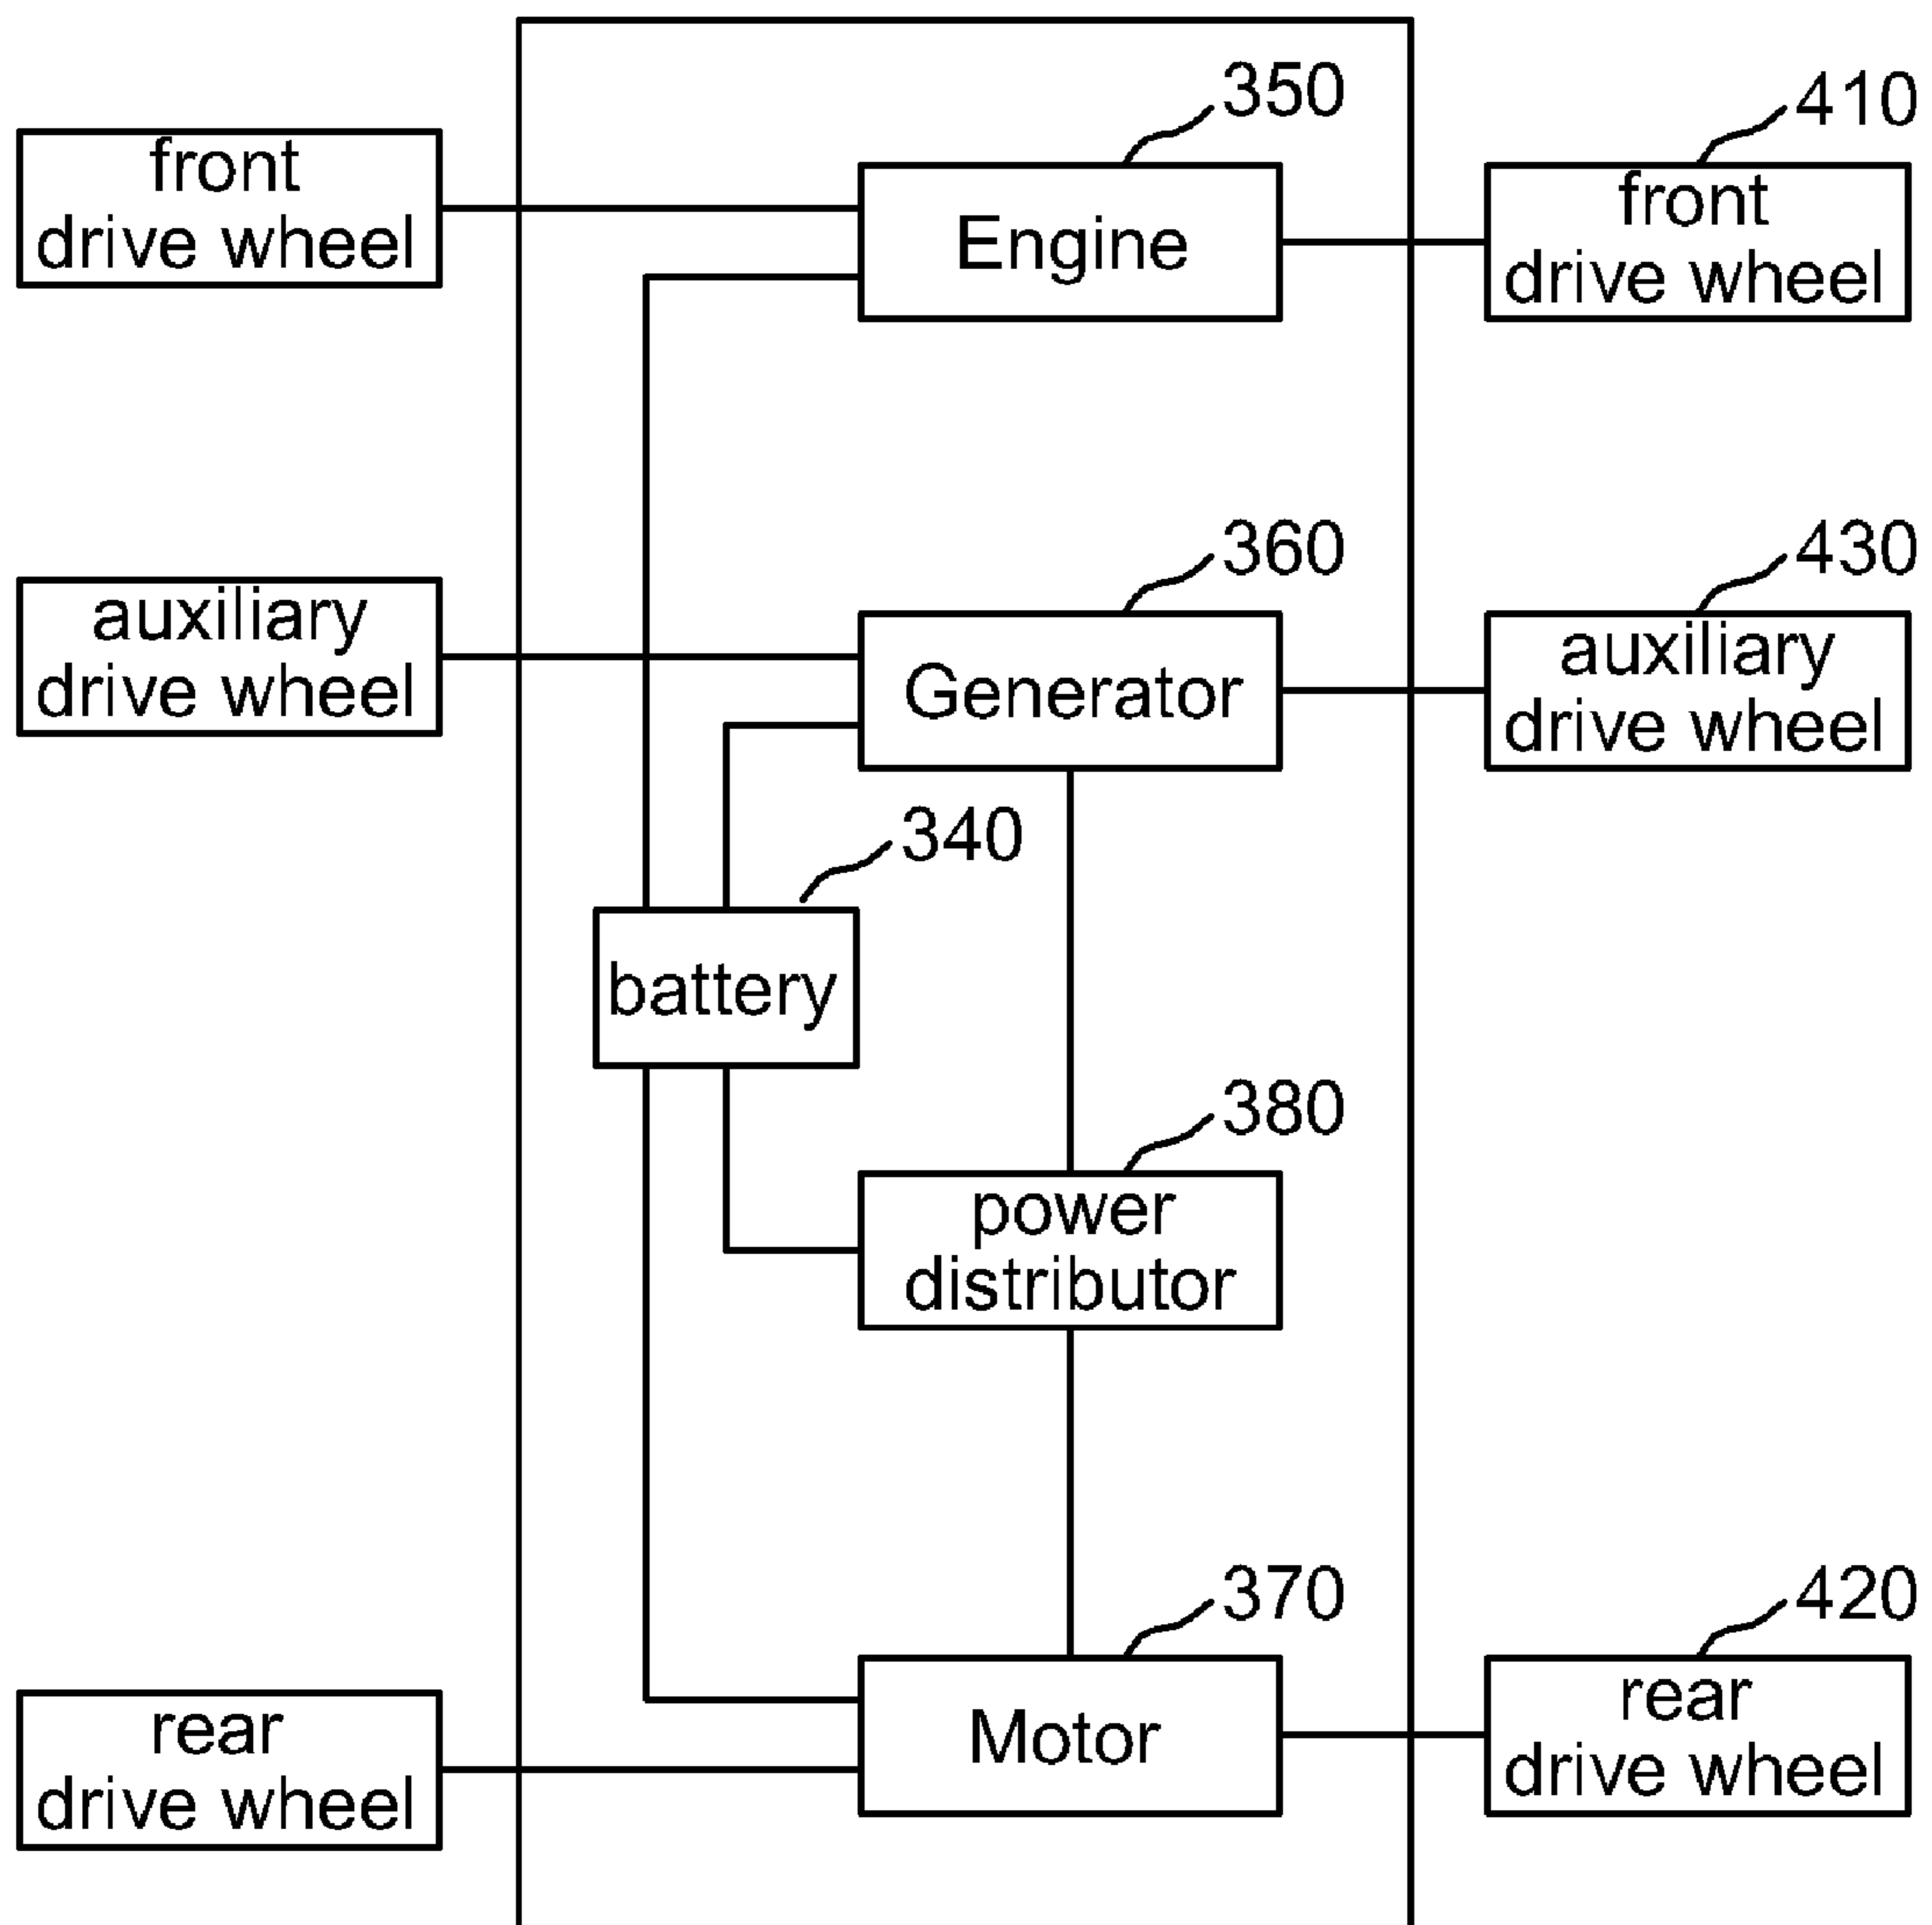 350
410
front
drive wheel
Engine
front
drive wheel
360
430
auxiliary
drive wheel
Generator
auxiliary
drive wheel
340
battery
380
power
distributor
370
420
rear
drive wheel
Motor
rear
drive wheel